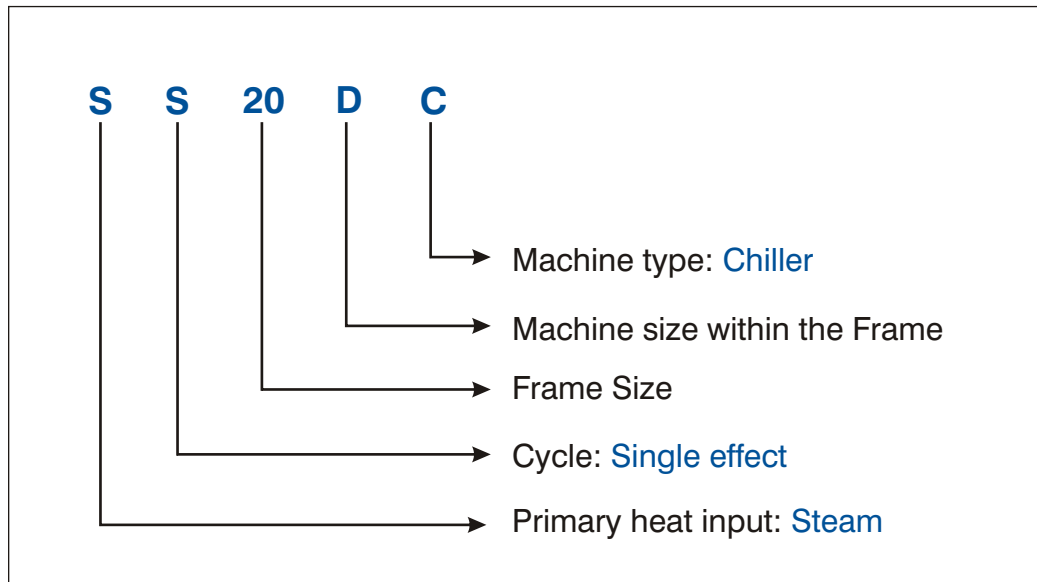 S S 20 D C
Machine type: Chiller
Machine size within the Frame
Frame Size
Cycle: Single effect
Primary heat input: Steam